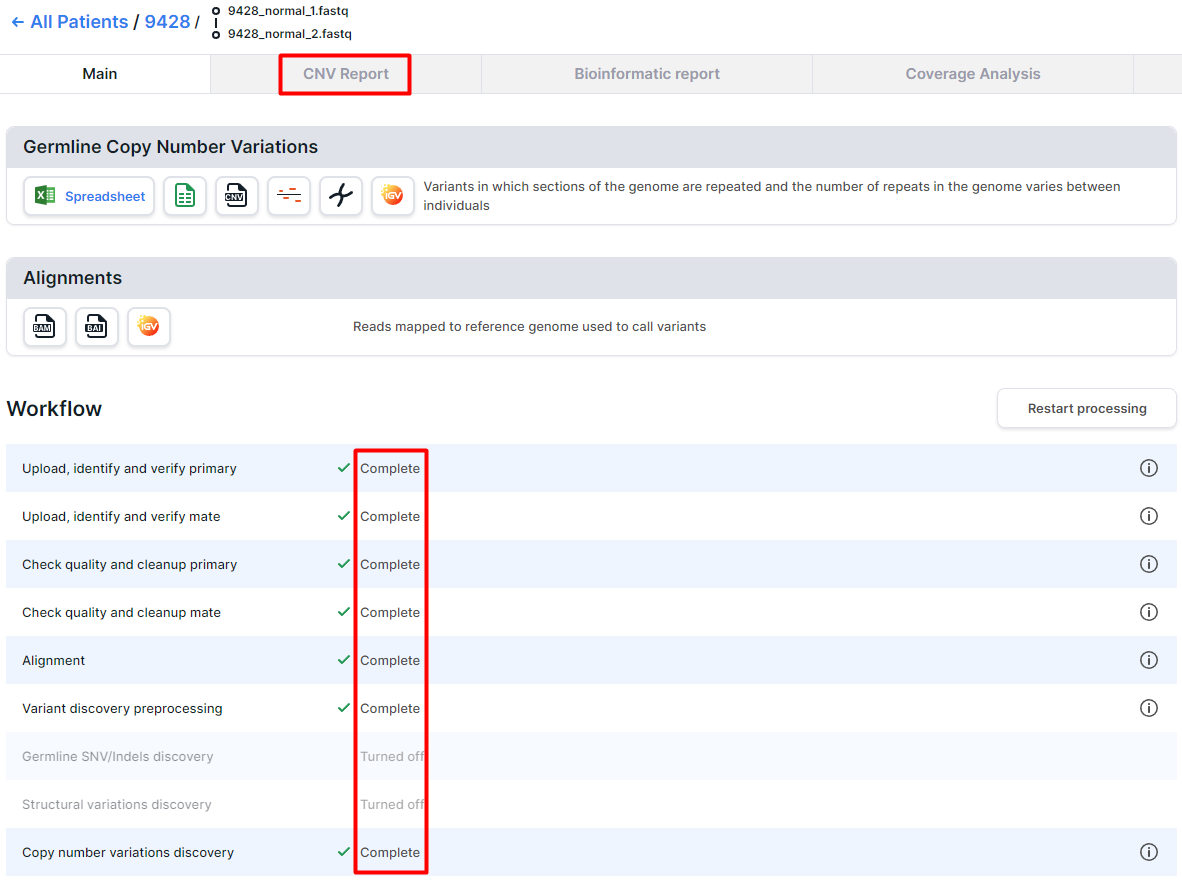 ← All Patients / 9428 /
9428_normal_1.fastq
9428_normal_2.fastq
Main
CNV Report
Bioinformatic report
Coverage Analysis
Germline Copy Number Variations
Spreadsheet
CNV
IGV
Variants in which sections of the genome are repeated and the number of repeats in the genome varies between
individuals
Alignments
BAM
BAI
IGV
Reads mapped to reference genome used to call variants
Workflow
Restart processing
Upload, identify and verify primary Complete
Upload, identify and verify mate Complete
Check quality and cleanup primary Complete
Check quality and cleanup mate Complete
Alignment Complete
Variant discovery preprocessing Complete
Germline SNV/Indels discovery Turned off
Structural variations discovery Turned off
Copy number variations discovery Complete